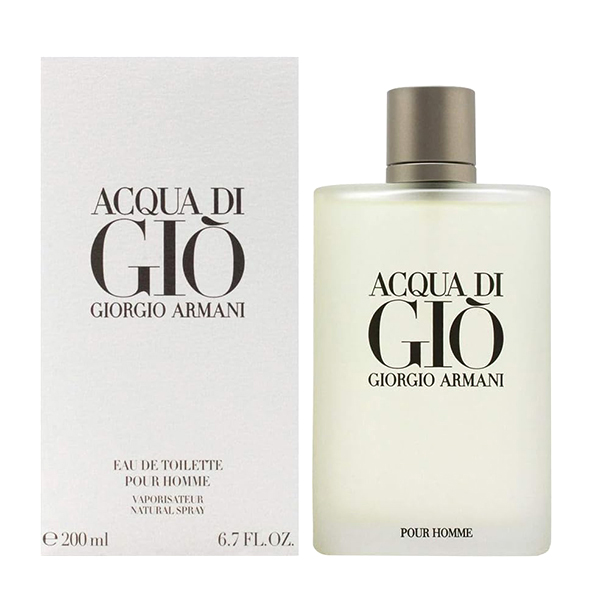 ACQUA DI
GIÒ
GIORGIO ARMANI
EAU DE TOILETTE
POUR HOMME
VAPORISATEUR
NATURAL SPRAY
℮ 200 ml 6.7 FL.OZ.
ACQUA DI
GIÒ
GIORGIO ARMANI
POUR HOMME